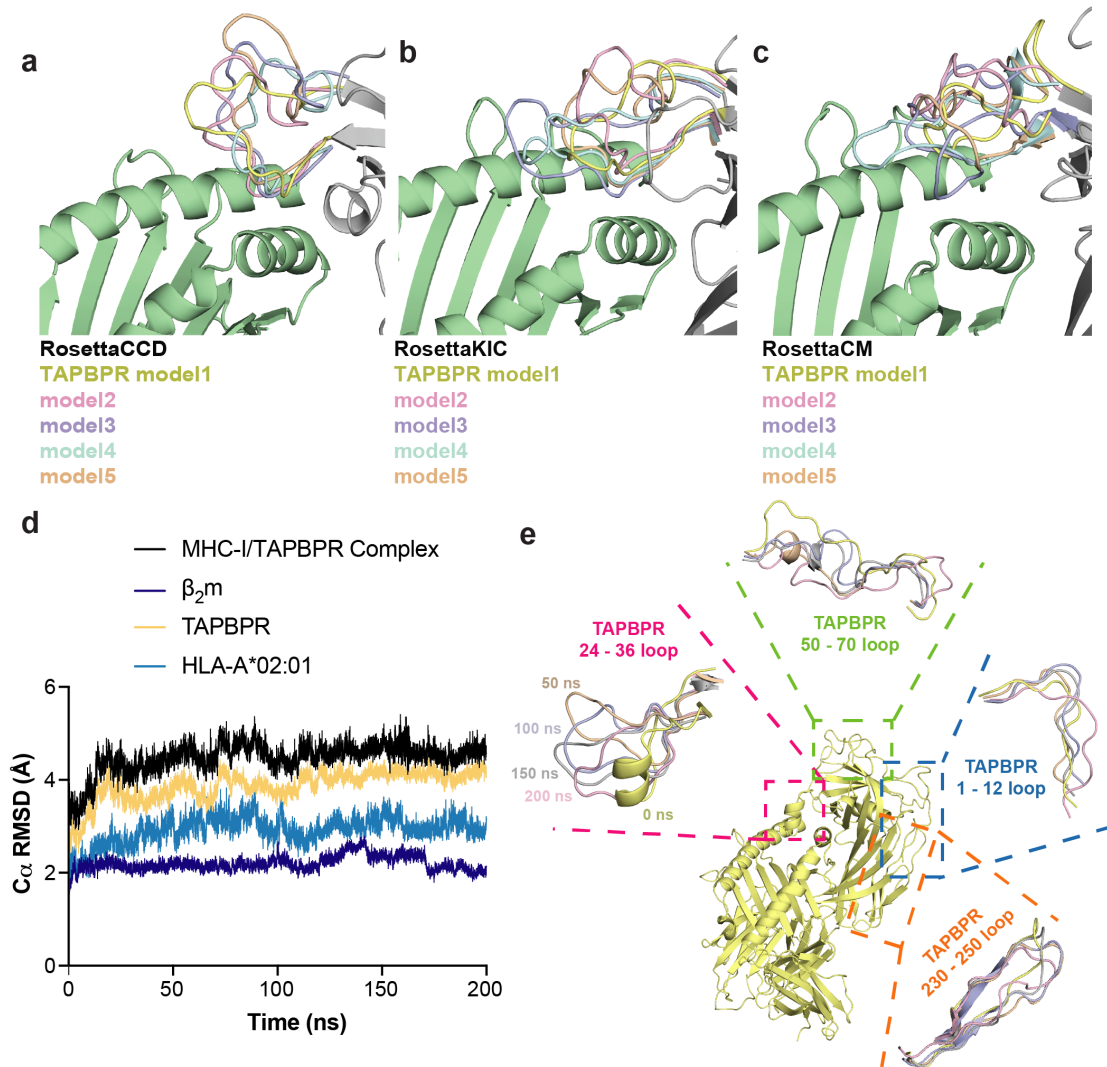 a
b
c
RosettaCCD
TAPBPR model1
model2
model3
model4
model5
RosettaKIC
TAPBPR model1
model2
model3
model4
model5
RosettaCM
TAPBPR model1
model2
model3
model4
model5
d
MHC-I/TAPBPR Complex
β₂m
TAPBPR
HLA-A*02:01
Cα RMSD (Å)
6
4
2
0
0
50
100
150
200
Time (ns)
e
TAPBPR
24 - 36 loop
50 ns
100 ns
150 ns
200 ns
0 ns
TAPBPR
50 - 70 loop
TAPBPR
1 - 12 loop
TAPBPR
230 - 250 loop